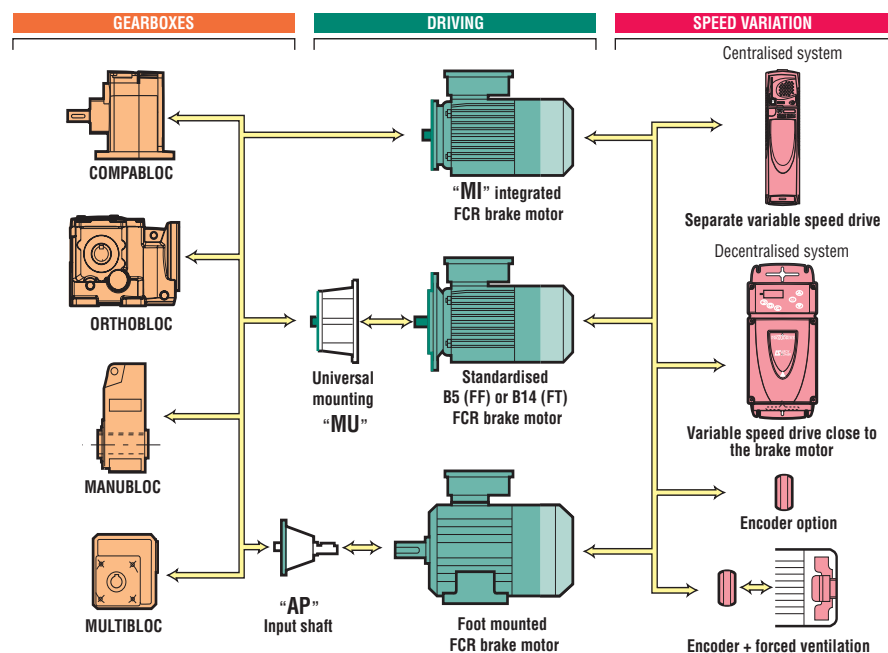 GEARBOXES
DRIVING
SPEED VARIATION
Centralised system
COMPABLOC
“MI” integrated
FCR brake motor
Separate variable speed drive
Decentralised system
ORTHOBLOC
Universal
mounting
“MU”
Standardised
B5 (FF) or B14 (FT)
FCR brake motor
Variable speed drive close to
the brake motor
MANUBLOC
Encoder option
MULTIBLOC
“AP”
Input shaft
Foot mounted
FCR brake motor
Encoder + forced ventilation